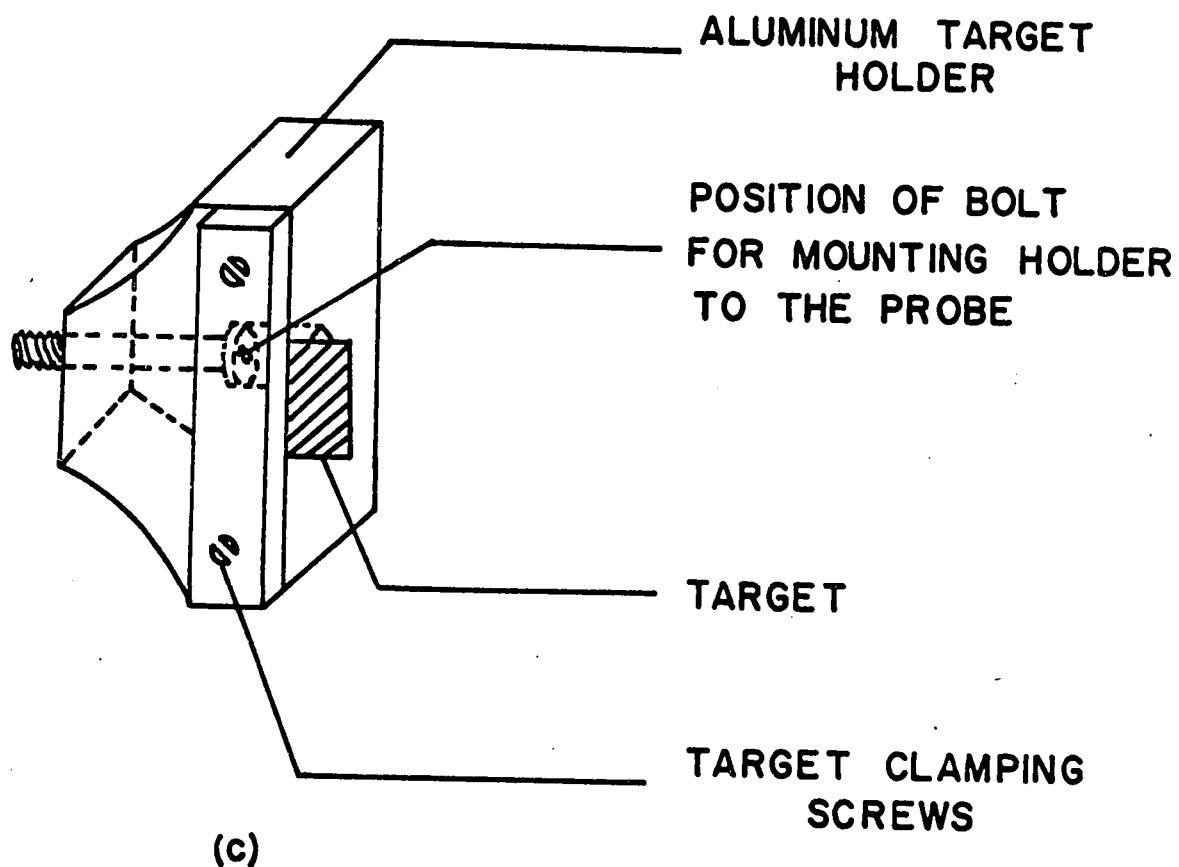 ALUMINUM TARGET
HOLDER
POSITION OF BOLT
FOR MOUNTING HOLDER
TO THE PROBE
TARGET
TARGET CLAMPING
SCREWS
(c)